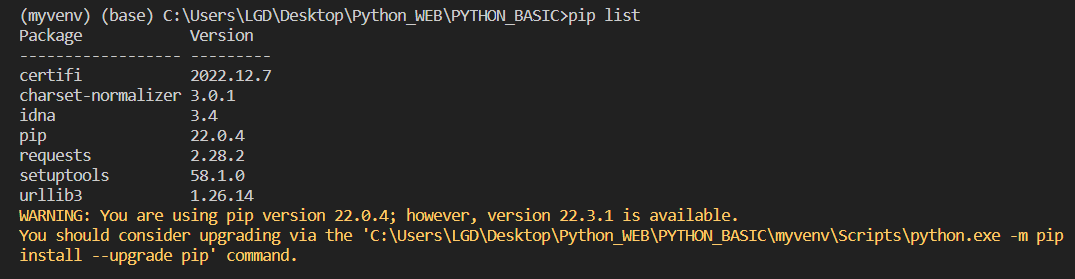 (myvenv) (base) C:\Users\LGD\Desktop\Python_WEB\PYTHON_BASIC>pip list
Package            Version
------------------ ---------
certifi            2022.12.7
charset-normalizer 3.0.1
idna               3.4
pip                22.0.4
requests           2.28.2
setuptools         58.1.0
urllib3            1.26.14
WARNING: You are using pip version 22.0.4; however, version 22.3.1 is available.
You should consider upgrading via the 'C:\Users\LGD\Desktop\Python_WEB\PYTHON_BASIC\myvenv\Scripts\python.exe -m pip
install --upgrade pip' command.